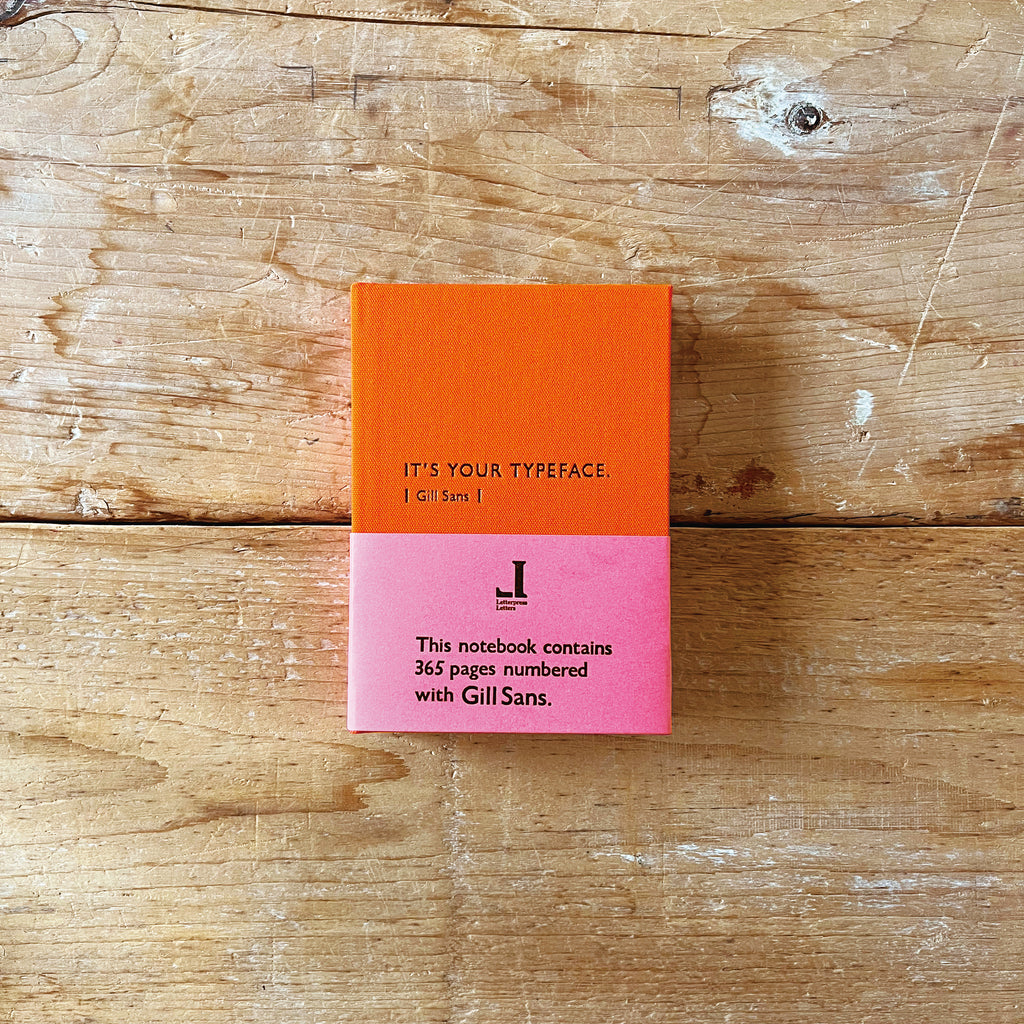 IT'S YOUR TYPEFACE.
| Gill Sans |
Letterpress
Letters
This notebook contains
365 pages numbered
with Gill Sans.